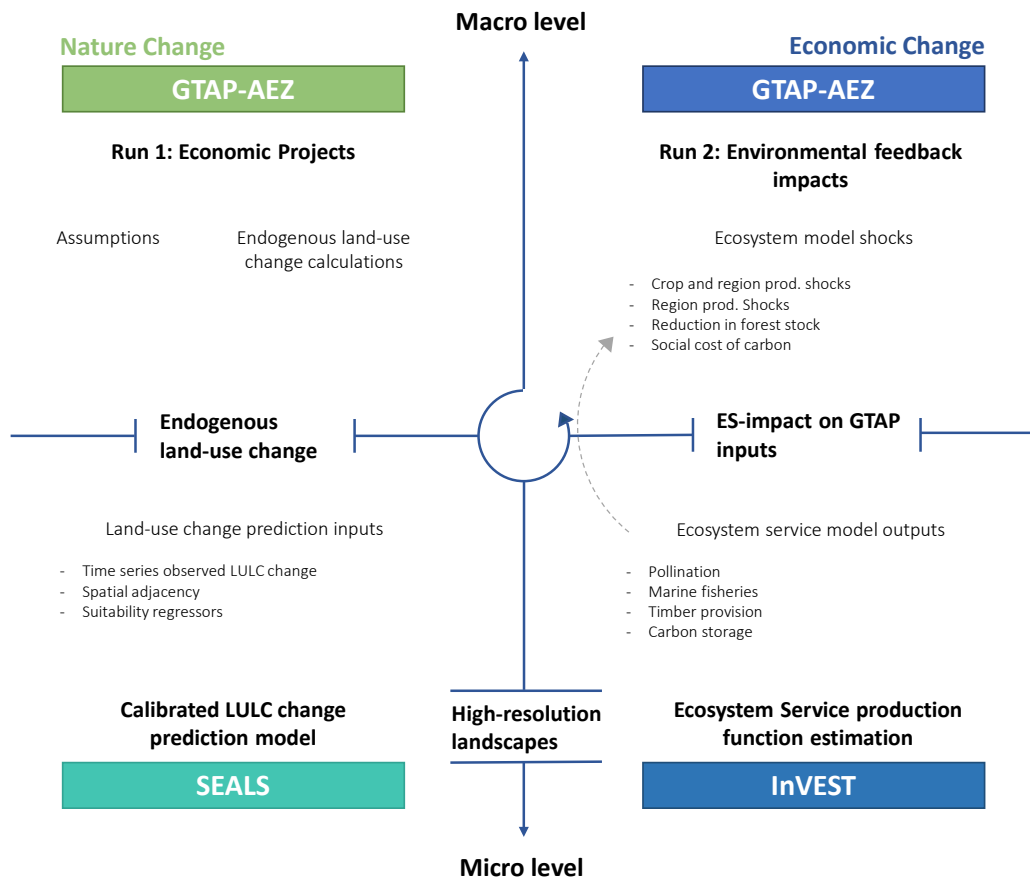 Macro level
Nature Change
GTAP-AEZ
Run 1: Economic Projects
Assumptions
Endogenous land-use
change calculations
Economic Change
GTAP-AEZ
Run 2: Environmental feedback
impacts
Ecosystem model shocks
- Crop and region prod. shocks
- Region prod. Shocks
- Reduction in forest stock
- Social cost of carbon
Endogenous
land-use change
ES-impact on GTAP
inputs
Land-use change prediction inputs
- Time series observed LULC change
- Spatial adjacency
- Suitability regressors
Calibrated LULC change
prediction model
SEALS
Ecosystem service model outputs
- Pollination
- Marine fisheries
- Timber provision
- Carbon storage
High-resolution
landscapes
Ecosystem Service production
function estimation
InVEST
Micro level